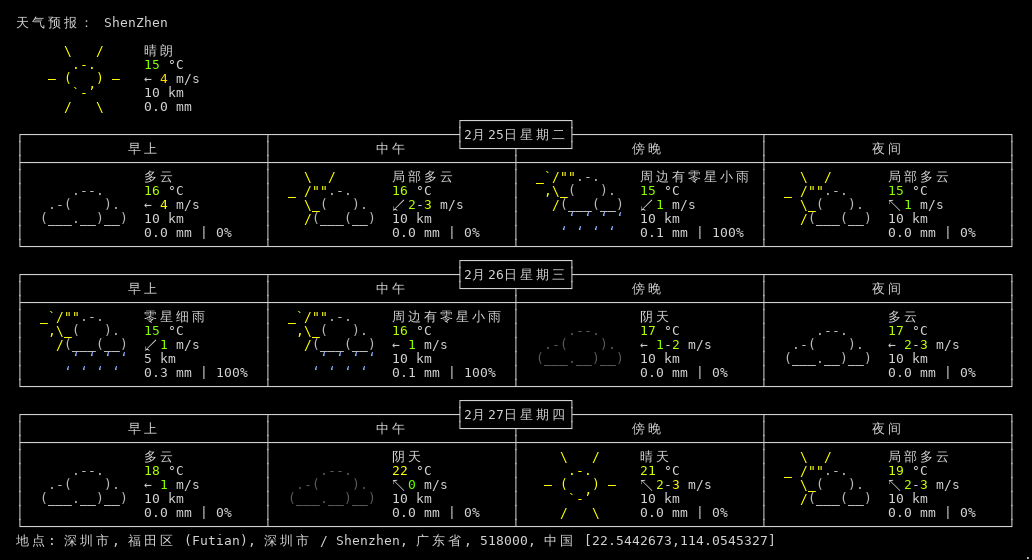 天气预报： ShenZhen
晴朗
15 °C
← 4 m/s
10 km
0.0 mm
2月25日星期二
早上 中午 傍晚 夜间
多云 局部多云 周边有零星小雨 局部多云
16 °C 16 °C 15 °C 15 °C
← 4 m/s ↙ 2-3 m/s ↙ 1 m/s ↖ 1 m/s
10 km 10 km 10 km 10 km
0.0 mm | 0% 0.0 mm | 0% 0.1 mm | 100% 0.0 mm | 0%
2月26日星期三
早上 中午 傍晚 夜间
零星细雨 周边有零星小雨 阴天 多云
15 °C 16 °C 17 °C 17 °C
↙ 1 m/s ← 1 m/s ← 1-2 m/s ← 2-3 m/s
5 km 10 km 10 km 10 km
0.3 mm | 100% 0.1 mm | 100% 0.0 mm | 0% 0.0 mm | 0%
2月27日星期四
早上 中午 傍晚 夜间
多云 阴天 晴天 局部多云
18 °C 22 °C 21 °C 19 °C
← 1 m/s ↖ 0 m/s ↖ 2-3 m/s ↖ 2-3 m/s
10 km 10 km 10 km 10 km
0.0 mm | 0% 0.0 mm | 0% 0.0 mm | 0% 0.0 mm | 0%
地点: 深圳市, 福田区 (Futian), 深圳市 / Shenzhen, 广东省, 518000, 中国 [22.5442673,114.0545327]